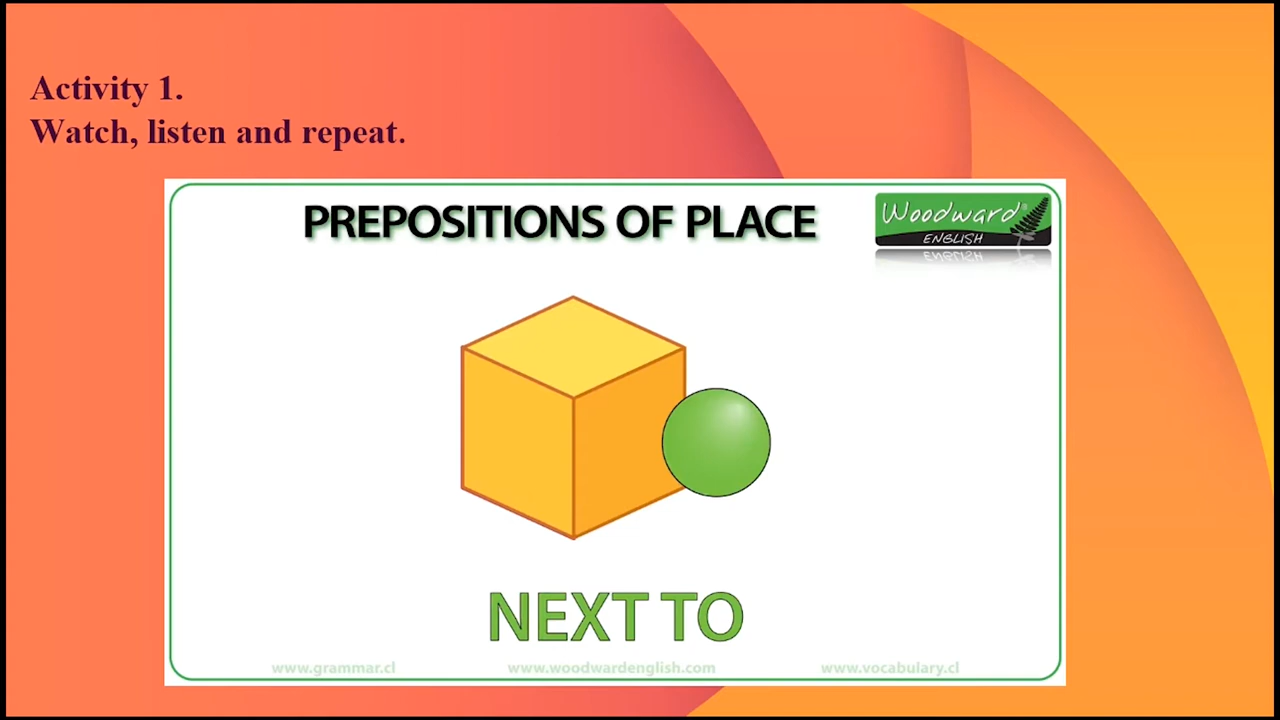 Activity 1.
Watch, listen and repeat.
PREPOSITIONS OF PLACE
Woodward
ENGLISH
NEXT TO
www.grammar.cl
www.woodwardenglish.com
www.vocabulary.cl